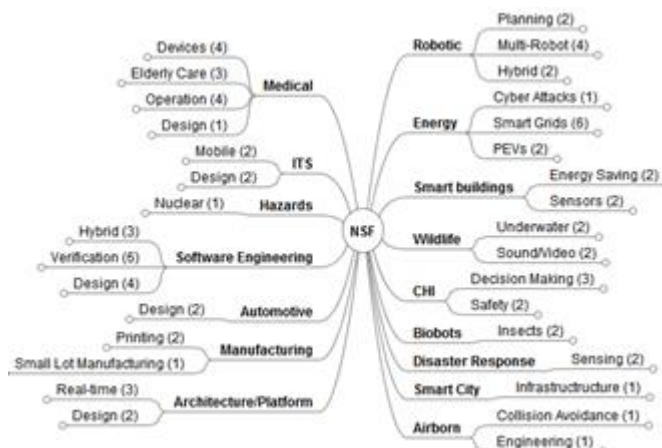 Devices (4)
Elderly Care (3)
Medical
Operation (4)
Design (1)
Mobile (2)
ITS
Design (2)
Nuclear (1)
Hazards
Hybrid (3)
Verification (6)
Software Engineering
Design (4)
Design (2)
Automotive
Printing (2)
Manufacturing
Small Lot Manufacturing (1)
Real-time (3)
Architecture/Platform
Design (2)
NSF
Planning (2)
Robotic
Multi-Robot (4)
Hybrid (2)
Cyber Attacks (1)
Energy
Smart Grids (6)
PEVs (2)
Energy Saving (2)
Smart buildings
Sensors (2)
Underwater (2)
Wildlife
Sound/Video (2)
Decision Making (3)
CHI
Safety (2)
Biobots
Insects (2)
Disaster Response
Sensing (2)
Smart City
Infrastructure (1)
Collision Avoidance (1)
Airborn
Engineering (1)